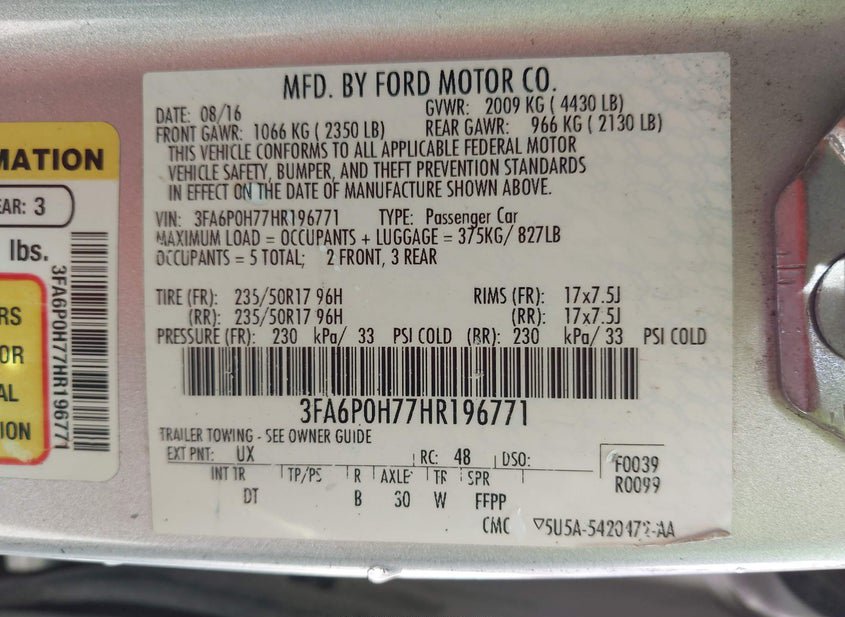 MATION
EAR: 3
lbs.
RS
OR
AL
ION
3FA6P0H77HR196771
MFD. BY FORD MOTOR CO.
DATE: 08/16 GVWR: 2009 KG ( 4430 LB)
FRONT GAWR: 1066 KG ( 2350 LB) REAR GAWR: 966 KG ( 2130 LB)
THIS VEHICLE CONFORMS TO ALL APPLICABLE FEDERAL MOTOR
VEHICLE SAFETY, BUMPER, AND THEFT PREVENTION STANDARDS
IN EFFECT ON THE DATE OF MANUFACTURE SHOWN ABOVE.
VIN: 3FA6P0H77HR196771 TYPE: Passenger Car
MAXIMUM LOAD = OCCUPANTS + LUGGAGE = 375KG/ 827LB
OCCUPANTS = 5 TOTAL; 2 FRONT, 3 REAR
TIRE (FR): 235/50R17 96H RIMS (FR): 17x7.5J
(RR): 235/50R17 96H (RR): 17x7.5J
PRESSURE (FR): 230 kPa/ 33 PSI COLD (RR): 230 kPa/ 33 PSI COLD
3FA6P0H77HR196771
TRAILER TOWING - SEE OWNER GUIDE
EXT PNT: UX RC: 48 DSO: F0039
INT TR TP/PS R AXLE TR SPR R0099
DT B 30 W FFPP
CMC